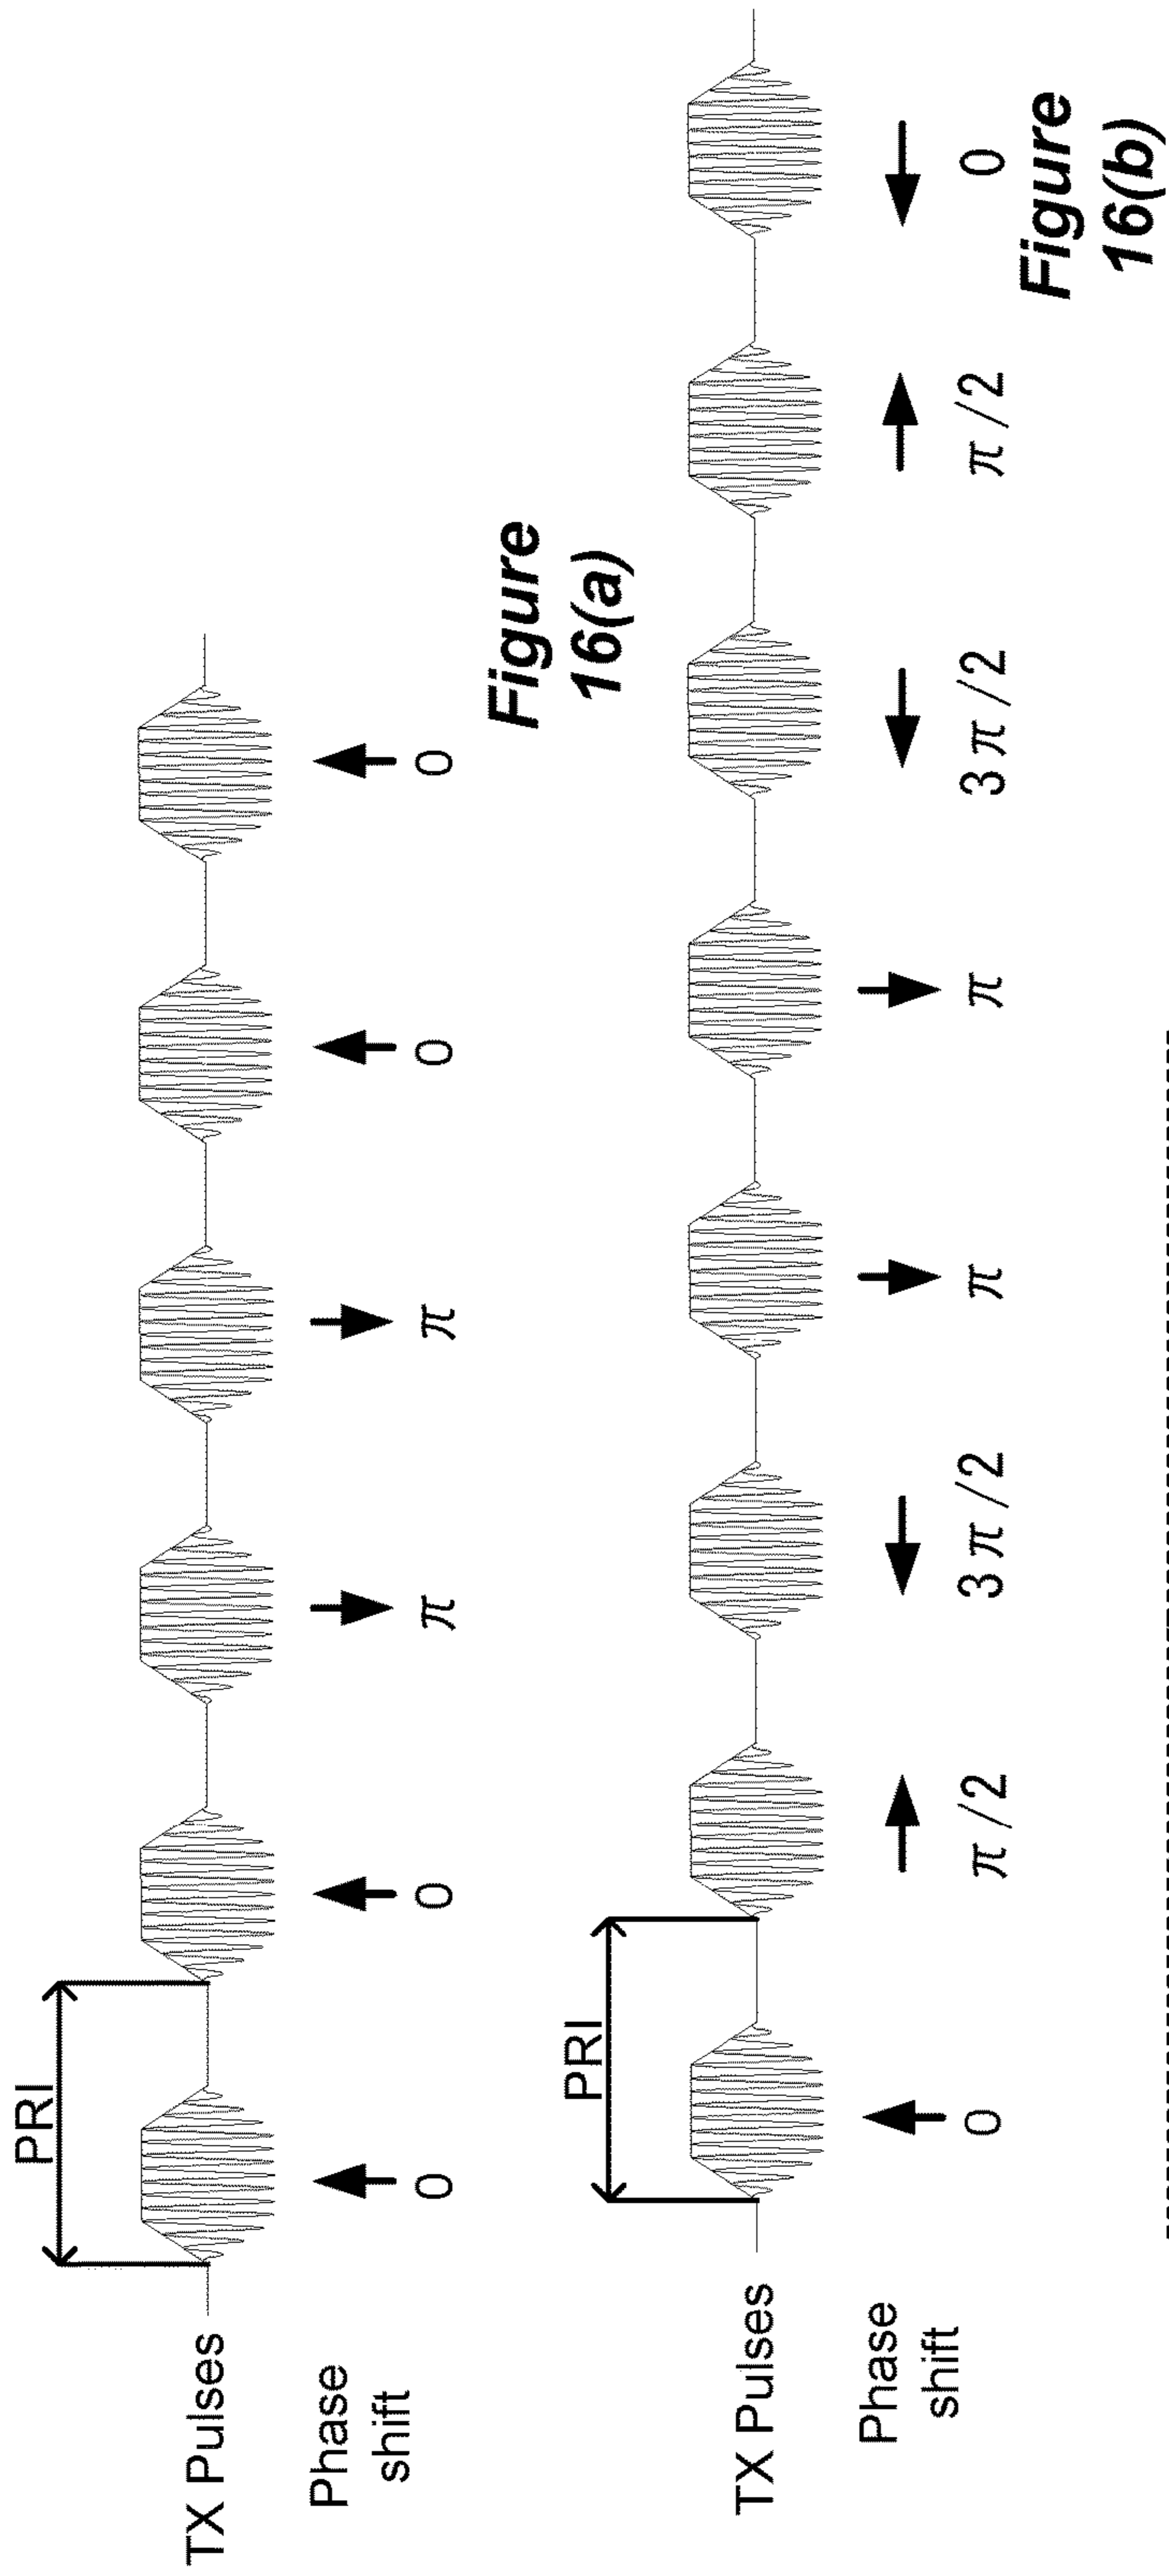 PRI
TX Pulses
Phase
shift
0 0 π π 0 0
Figure
16(a)
PRI
TX Pulses
Phase
shift
0 π/2 3π/2 π π 3π/2 π/2 0
Figure
16(b)